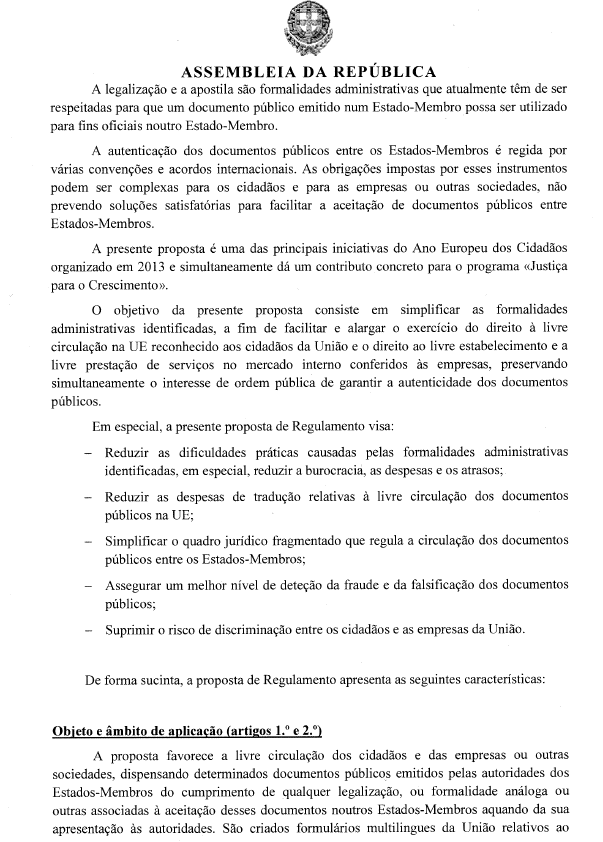 ASSEMBLEIA DA REPÚBLICA
A legalização e a apostila são formalidades administrativas que atualmente têm de ser
respeitadas para que um documento público emitido num Estado-Membro possa ser utilizado
para fins oficiais noutro Estado-Membro.
A autenticação dos documentos públicos entre os Estados-Membros é regida por
várias convenções e acordos internacionais. As obrigações impostas por esses instrumentos
podem ser complexas para os cidadãos e para as empresas ou outras sociedades, não
prevendo soluções satisfatórias para facilitar a aceitação de documentos públicos entre
Estados-Membros.
A presente proposta é uma das principais iniciativas do Ano Europeu dos Cidadãos
organizado em 2013 e simultaneamente dá um contributo concreto para o programa «Justiça
para o Crescimento».
O objetivo da presente proposta consiste em simplificar as formalidades
administrativas identificadas, a fim de facilitar e alargar o exercício do direito à livre
circulação na UE reconhecido aos cidadãos da União e o direito ao livre estabelecimento e a
livre prestação de serviços no mercado interno conferidos às empresas, preservando
simultaneamente o interesse de ordem pública de garantir a autenticidade dos documentos
públicos.
Em especial, a presente proposta de Regulamento visa:
– Reduzir as dificuldades práticas causadas pelas formalidades administrativas
identificadas, em especial, reduzir a burocracia, as despesas e os atrasos;
– Reduzir as despesas de tradução relativas à livre circulação dos documentos
públicos na UE;
– Simplificar o quadro jurídico fragmentado que regula a circulação dos documentos
públicos entre os Estados-Membros;
– Assegurar um melhor nível de deteção da fraude e da falsificação dos documentos
públicos;
– Suprimir o risco de discriminação entre os cidadãos e as empresas da União.
De forma sucinta, a proposta de Regulamento apresenta as seguintes características:
Objeto e âmbito de aplicação (artigos 1.º e 2.º)
A proposta favorece a livre circulação dos cidadãos e das empresas ou outras
sociedades, dispensando determinados documentos públicos emitidos pelas autoridades dos
Estados-Membros do cumprimento de qualquer legalização, ou formalidade análoga ou
outras associadas à aceitação desses documentos noutros Estados-Membros aquando da sua
apresentação às autoridades. São criados formulários multilingues da União relativos ao